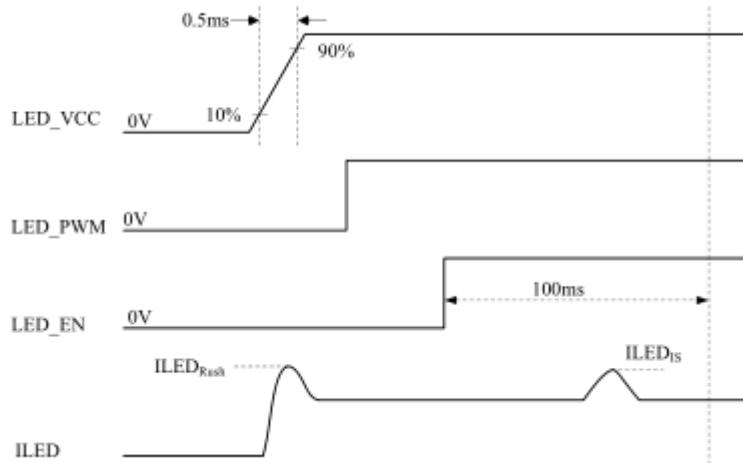 0.5ms
90%
10%
LED_VCC 0V
LED_PWM 0V
LED_EN 0V
100ms
ILED_Rush
ILED_IS
ILED